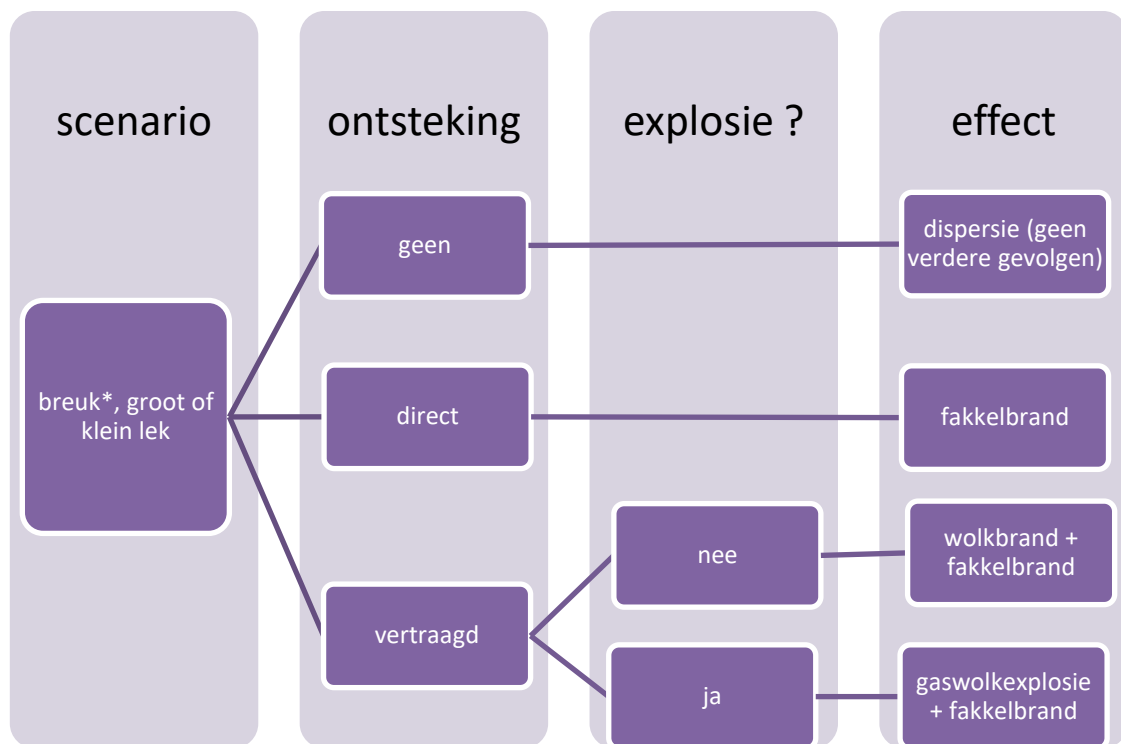 scenario
ontsteking
explosie ?
effect
geen
dispersie (geen
verdere gevolgen)
breuk*, groot of
klein lek
direct
fakkelbrand
vertraagd
nee
wolkbrand +
fakkelbrand
ja
gaswolkexplosie
+ fakkelbrand